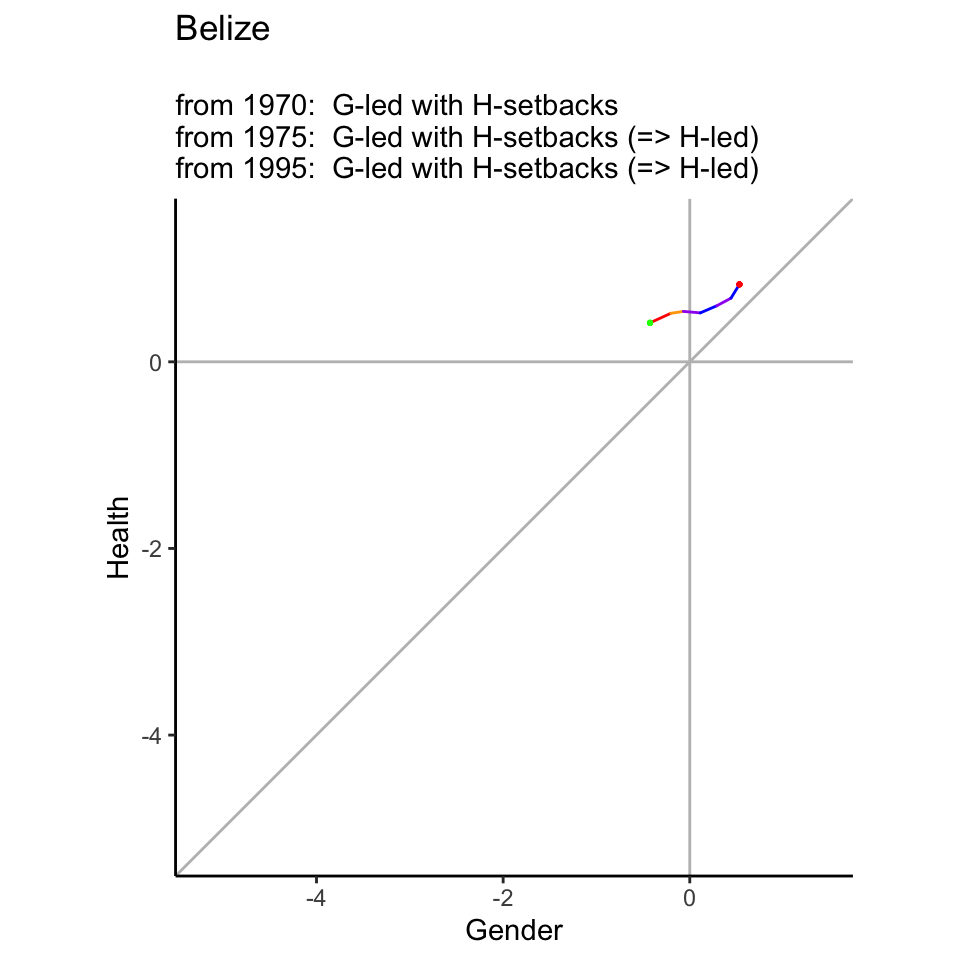 Belize
from 1970:  G-led with H-setbacks
from 1975:  G-led with H-setbacks (=> H-led)
from 1995:  G-led with H-setbacks (=> H-led)
0
-2
-4
Health
-4
-2
0
Gender